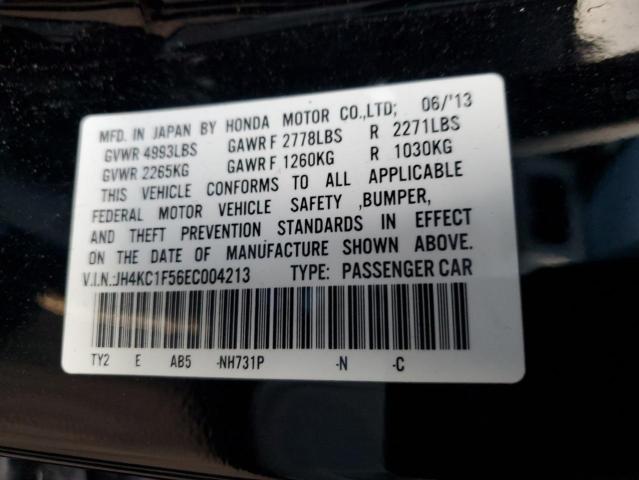 MFD. IN JAPAN BY HONDA MOTOR CO.,LTD; 06/'13
GVWR 4993LBS GAWR F 2778LBS R 2271LBS
GVWR 2265KG GAWR F 1260KG R 1030KG
THIS VEHICLE CONFORMS TO ALL APPLICABLE
FEDERAL MOTOR VEHICLE SAFETY ,BUMPER,
AND THEFT PREVENTION STANDARDS IN EFFECT
ON THE DATE OF MANUFACTURE SHOWN ABOVE.
V.I.N.:JH4KC1F56EC004213 TYPE: PASSENGER CAR
TY2 E AB5 -NH731P -N -C